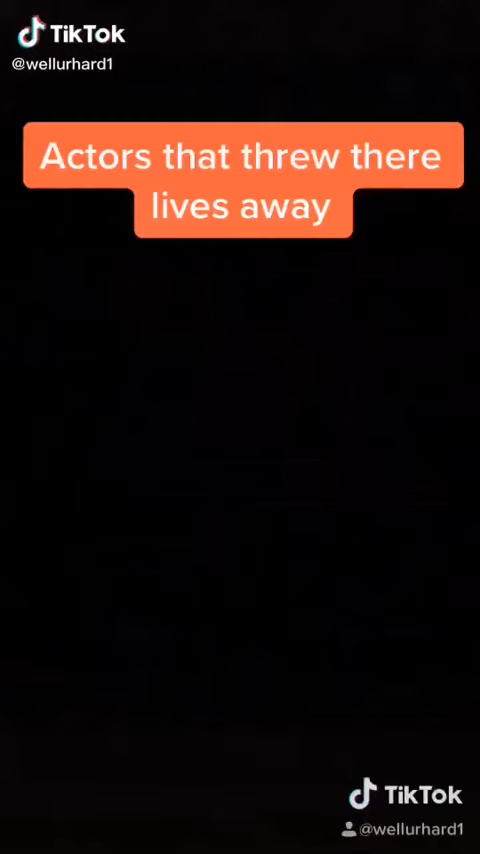 TikTok
@wellurhard1
Actors that threw there
lives away
TikTok
@wellurhard1